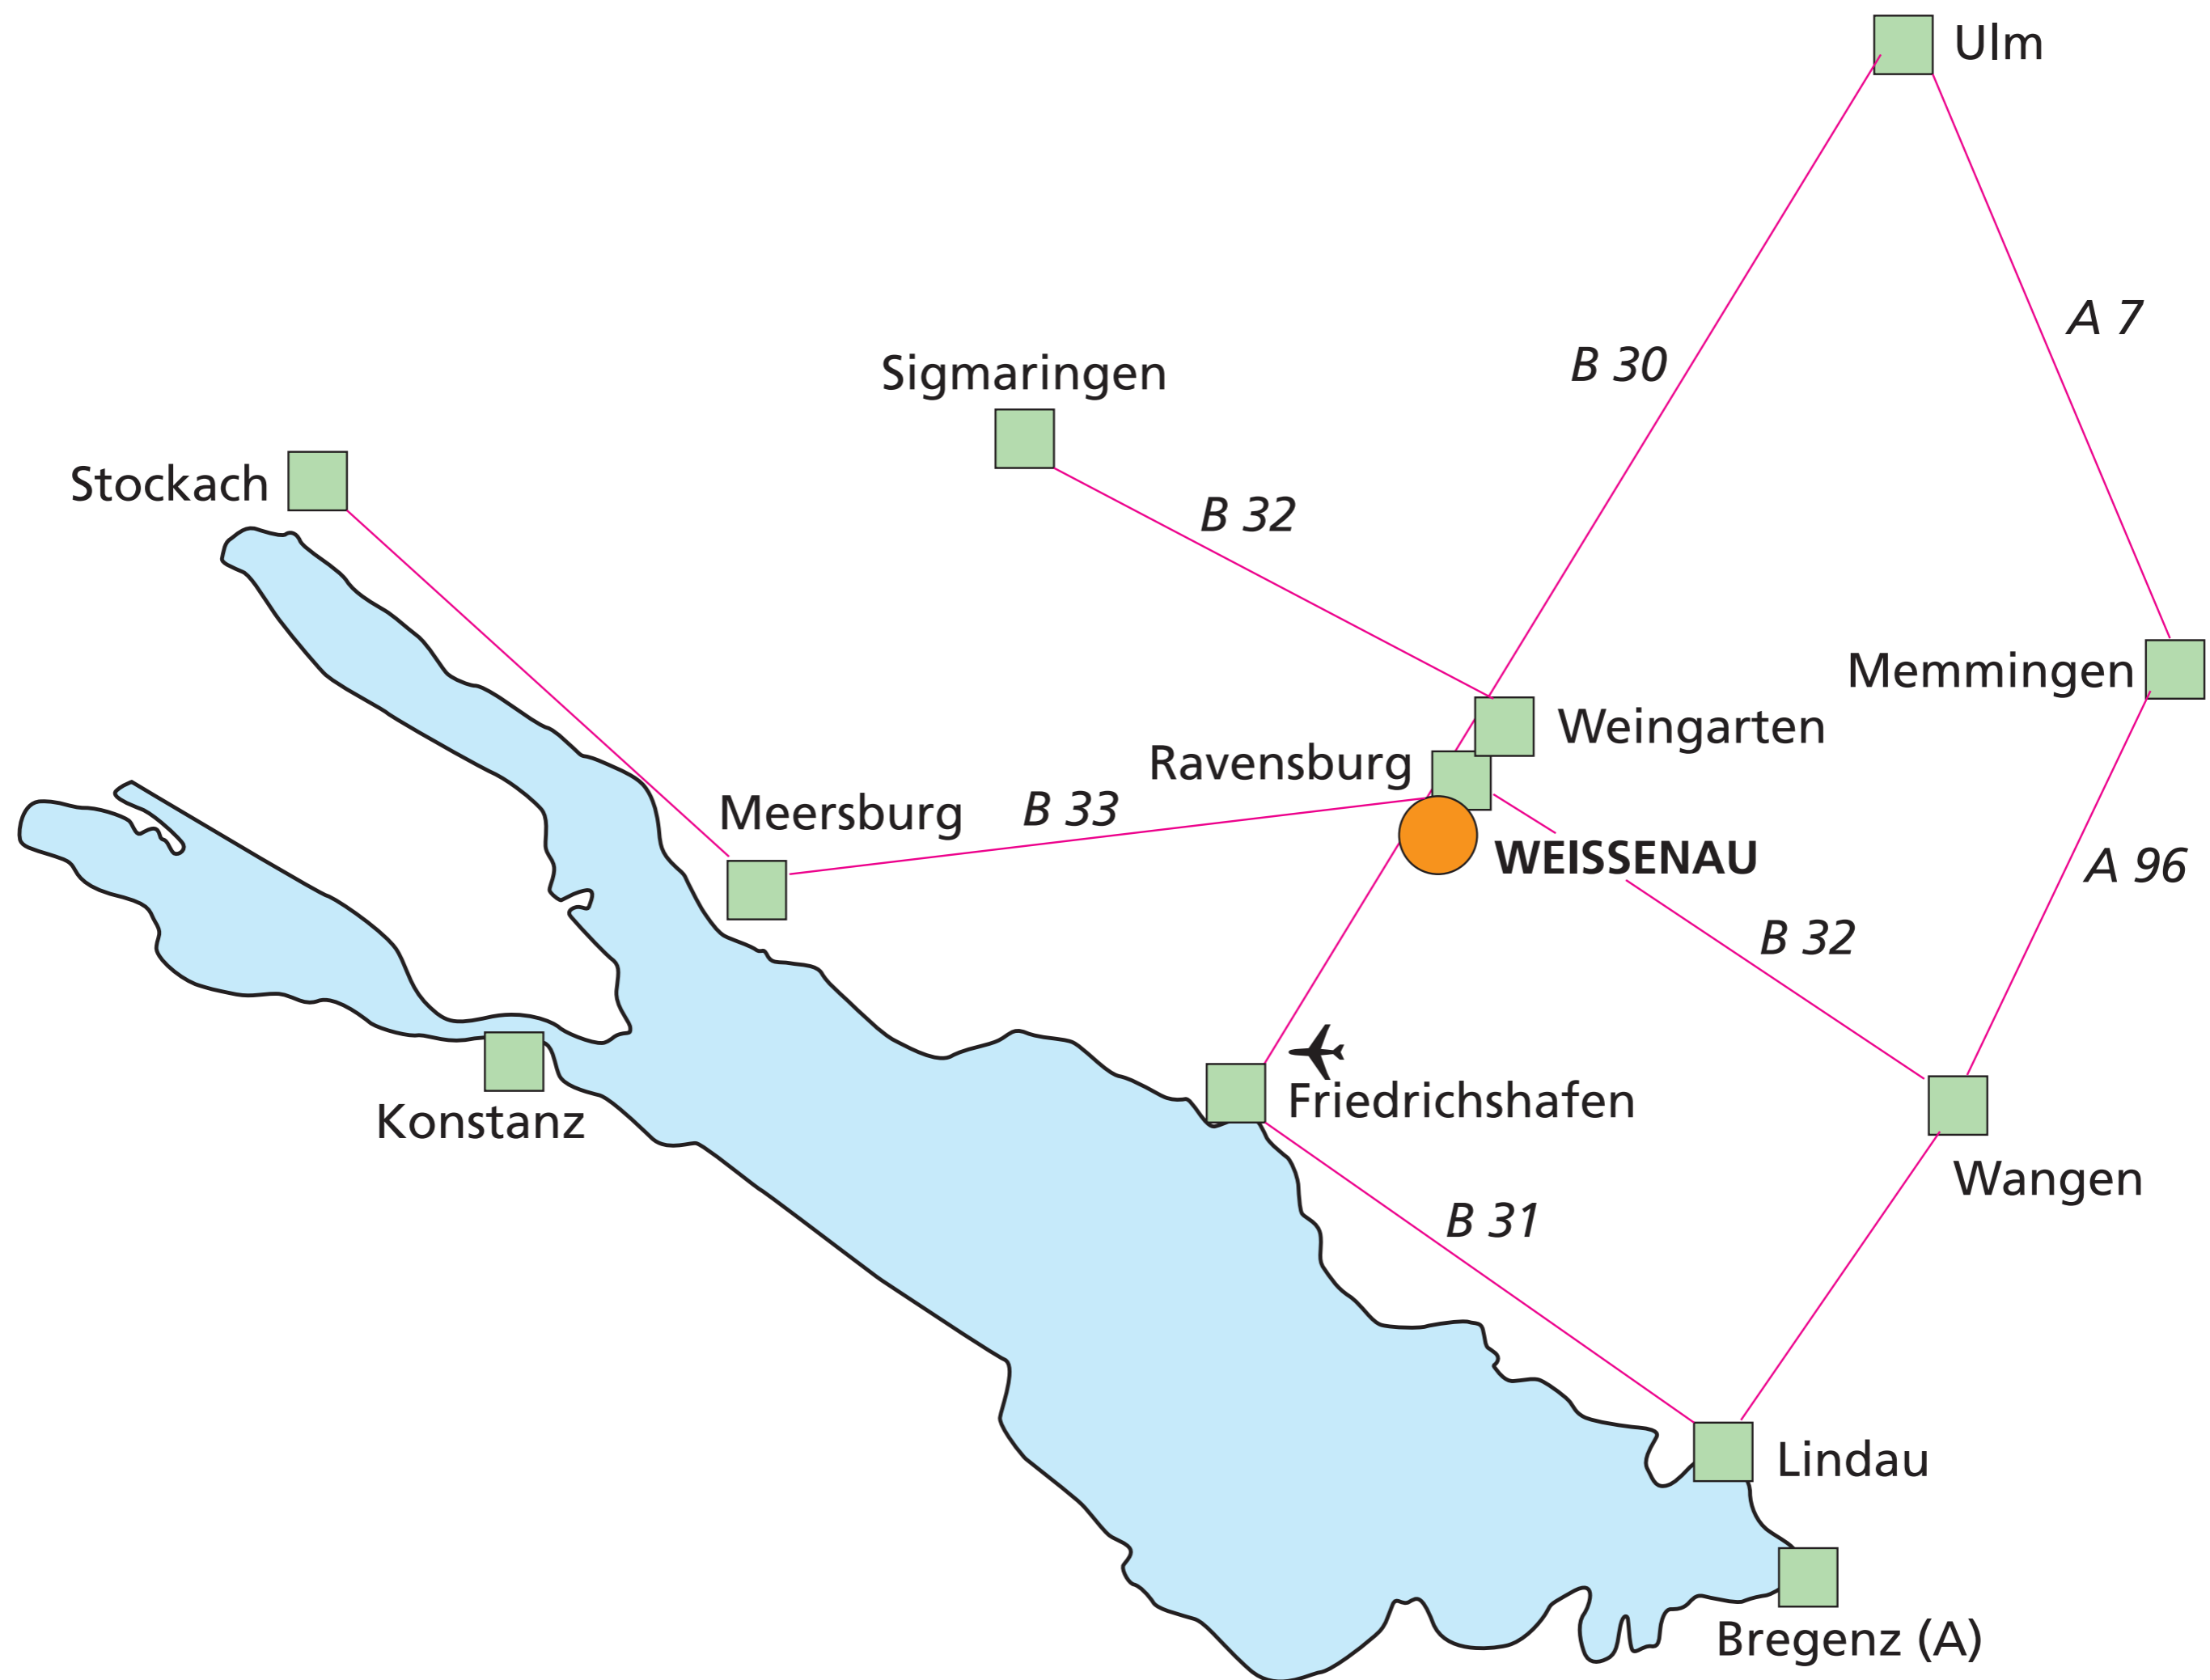 Ulm
A 7
B 30
Sigmaringen
Stockach
B 32
Memmingen
Weingarten
Ravensburg
Meersburg
B 33
WEISSENAU
A 96
B 32
Friedrichshafen
Konstanz
Wangen
B 31
Lindau
Bregenz (A)